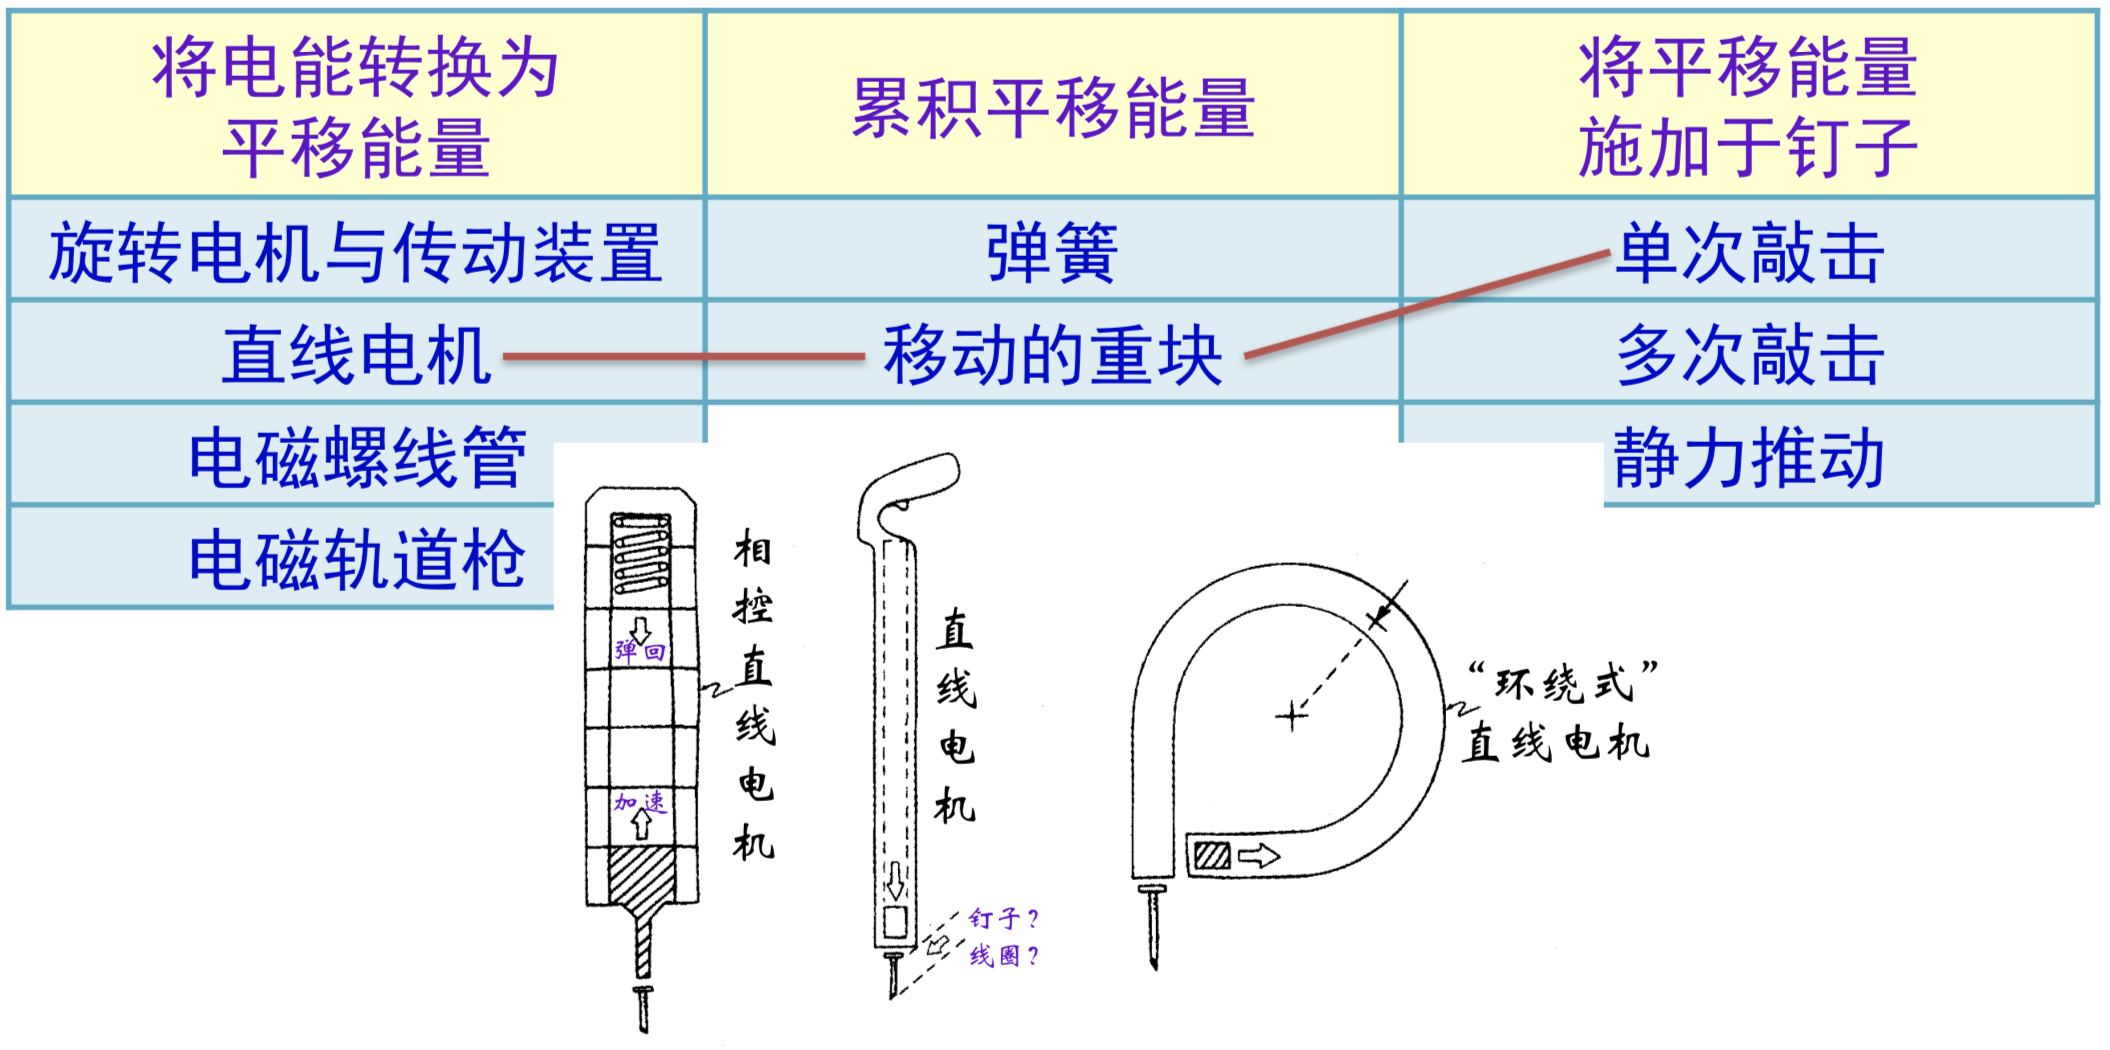 将电能转换为
平移能量
累积平移能量
将平移能量
施加于钉子
旋转电机与传动装置
弹簧
单次敲击
直线电机
移动的重块
多次敲击
电磁螺线管
静力推动
电磁轨道枪
弹回
加速
相控直线电机
直线电机
钉子?
线圈?
“环绕式”
直线电机